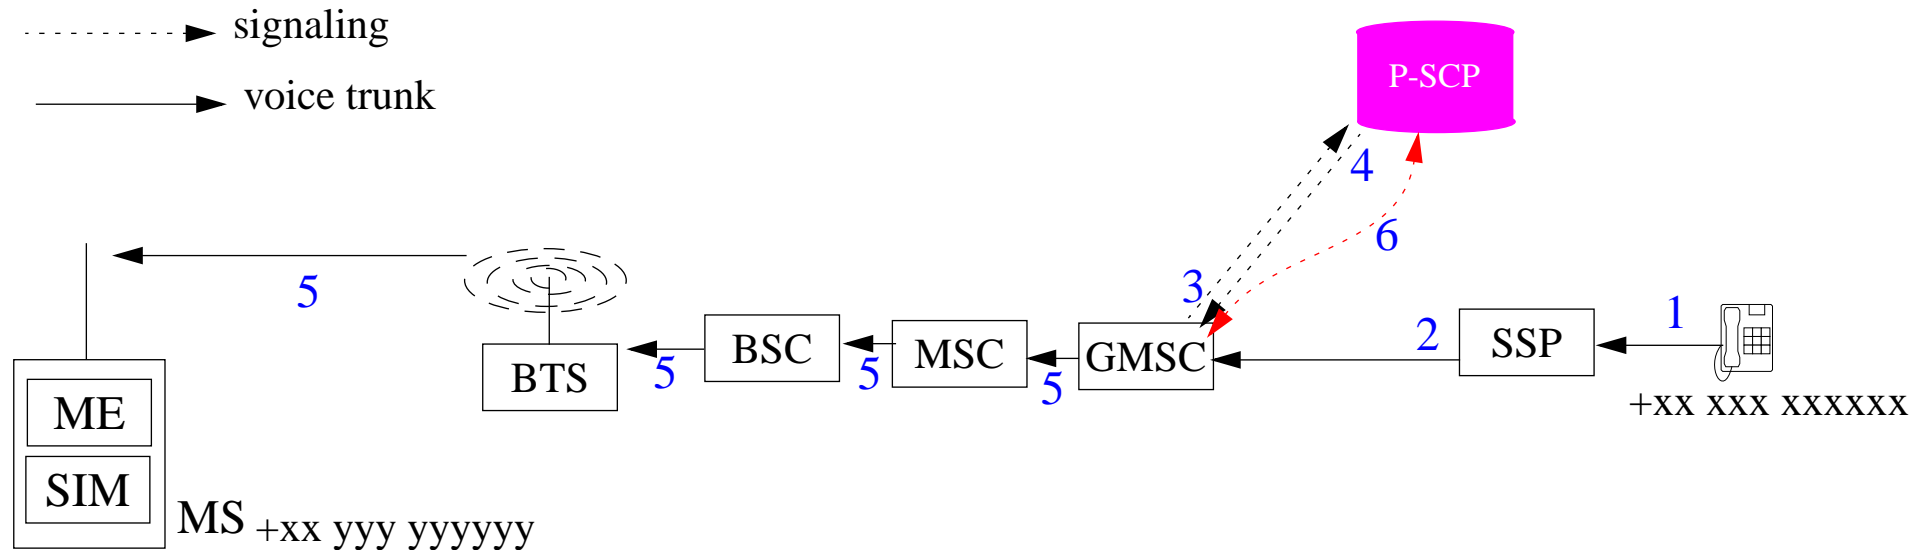 signaling
voice trunk
P-SCP
4
6
3
5
2
1
SSP
BSC
MSC
GMSC
BTS
5
5
5
+xx xxx xxxxxx
ME
SIM
MS +xx yyy yyyyyy